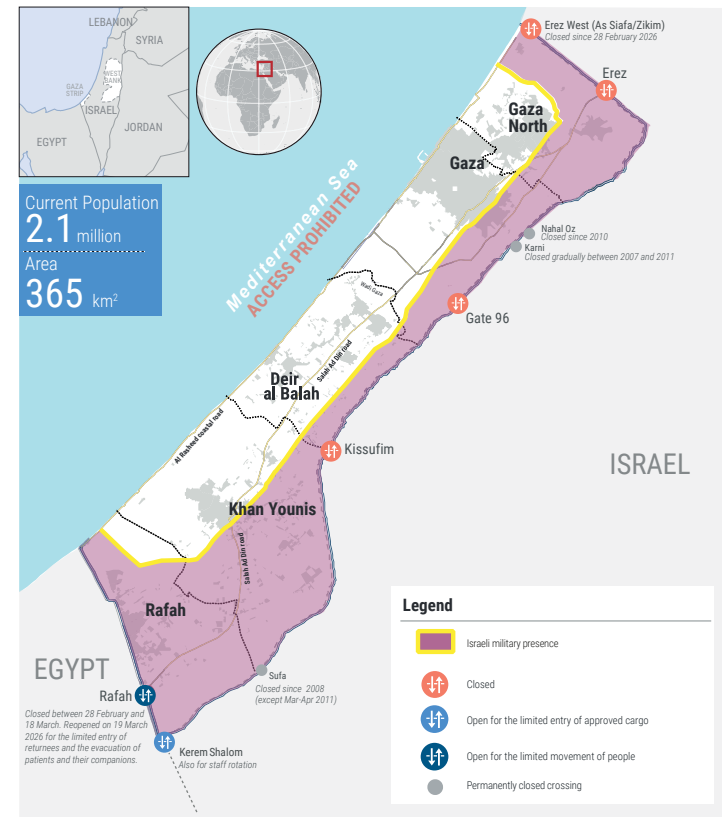 LEBANON
SYRIA
WEST
BANK
GAZA
STRIP
ISRAEL
JORDAN
EGYPT
Current Population
2.1 million
Area
365 km²
Mediterranean Sea
ACCESS PROHIBITED
Erez West (As Siafa/Zikim)
Closed since 28 February 2026
Erez
Gaza
North
Gaza
Nahal Oz
Closed since 2010
Karni
Closed gradually between 2007 and 2011
Wadi Gaza
Gate 96
Salah Ad Din road
Deir
al Balah
Al Rasheed coastal road
Kissufim
ISRAEL
Khan Younis
Salah Ad Din road
Rafah
EGYPT
Sufa
Closed since 2008
(except Mar-Apr 2011)
Rafah
Closed between 28 February and
18 March. Reopened on 19 March
2026 for the limited entry of
returnees and the evacuation of
patients and their companions.
Kerem Shalom
Also for staff rotation
Legend
Israeli military presence
Closed
Open for the limited entry of approved cargo
Open for the limited movement of people
Permanently closed crossing